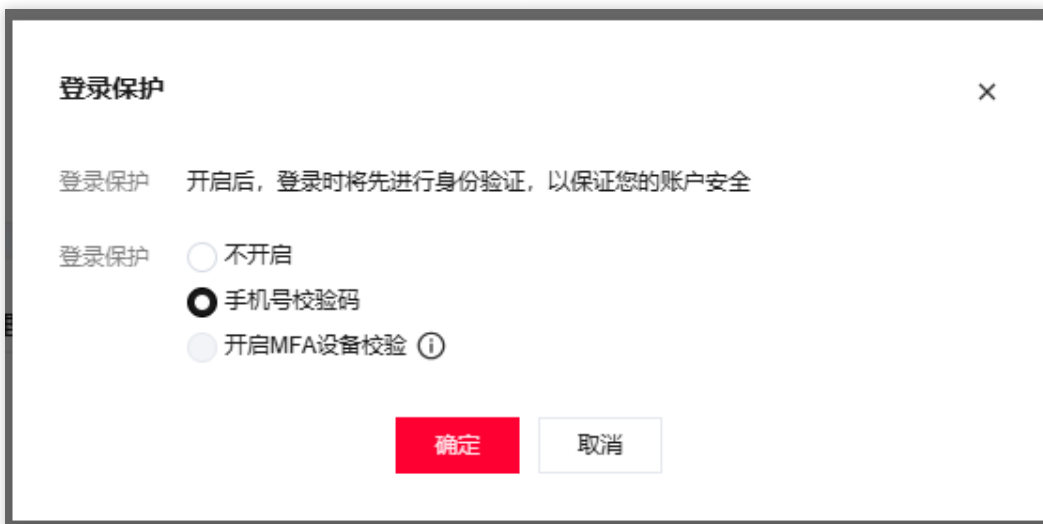 登录保护
登录保护 开启后，登录时将先进行身份验证，以保证您的账户安全
登录保护 不开启
手机号校验码
开启MFA设备校验
确定 取消